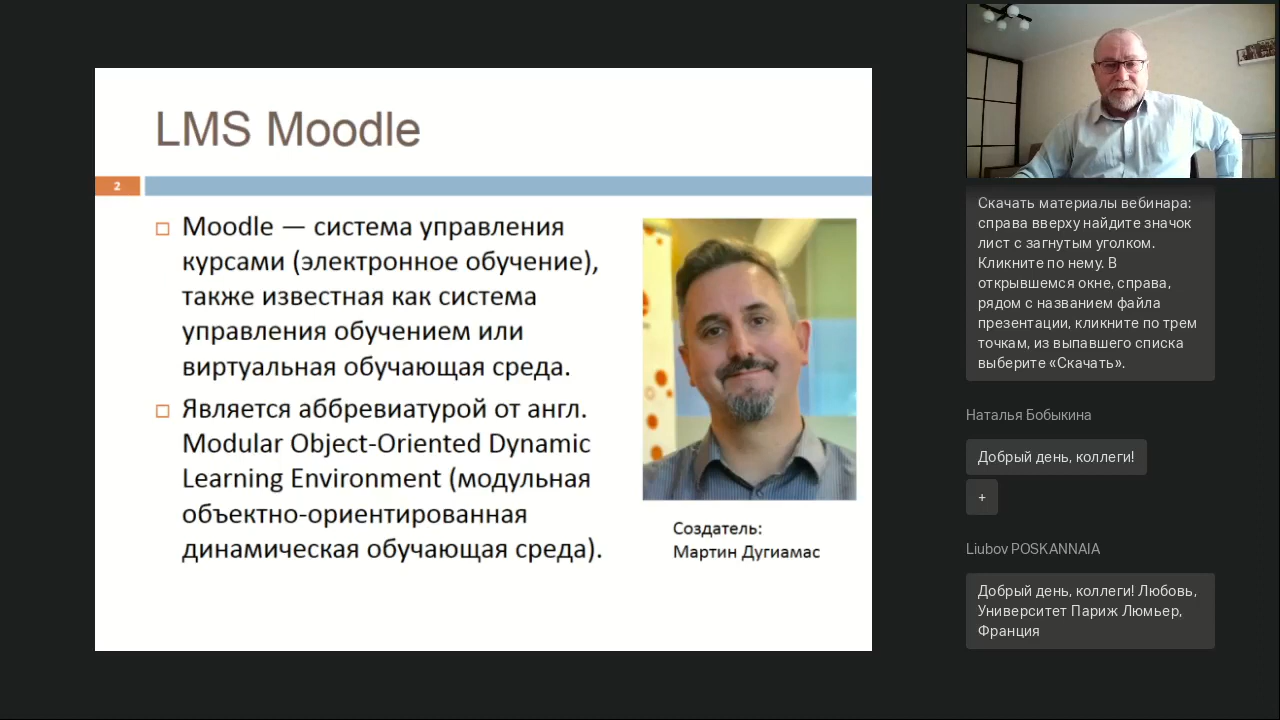 LMS Moodle
2
Moodle — система управления
курсами (электронное обучение),
также известная как система
управления обучением или
виртуальная обучающая среда.
Является аббревиатурой от англ.
Modular Object-Oriented Dynamic
Learning Environment (модульная
объектно-ориентированная
динамическая обучающая среда).
Создатель:
Мартин Дугиамас
Скачать материалы вебинара:
справа вверху найдите значок
лист с загнутым уголком.
Кликните по нему. В
открывшемся окне, справа,
рядом с названием файла
презентации, кликните по трем
точкам, из выпавшего списка
выберите «Скачать».
Наталья Бобыкина
Добрый день, коллеги!
+
Liubov POSKANNAIA
Добрый день, коллеги! Любовь,
Университет Париж Люмьер,
Франция